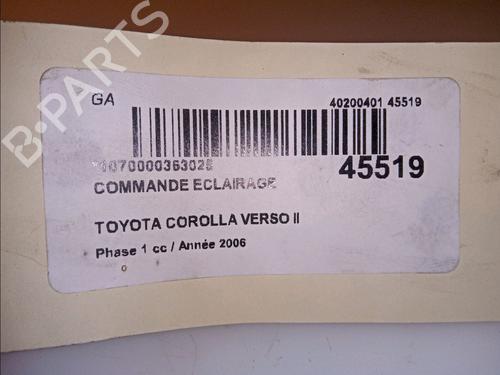 B-PARTS
GA
40200401 45519
*1070000363025
45519
COMMANDE ECLAIRAGE
TOYOTA COROLLA VERSO II
Phase 1 cc / Année 2006